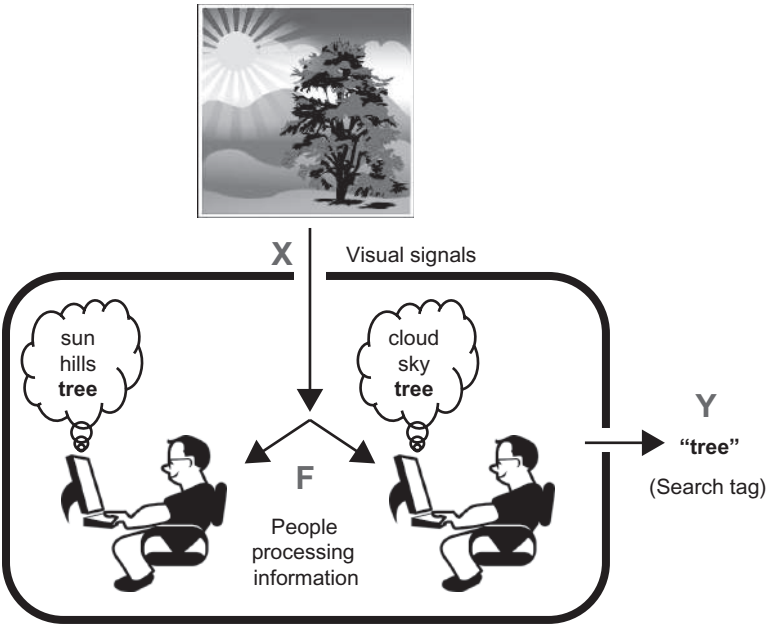 X
Visual signals
sun
hills
tree
cloud
sky
tree
F
People
processing
information
Y
“tree”
(Search tag)